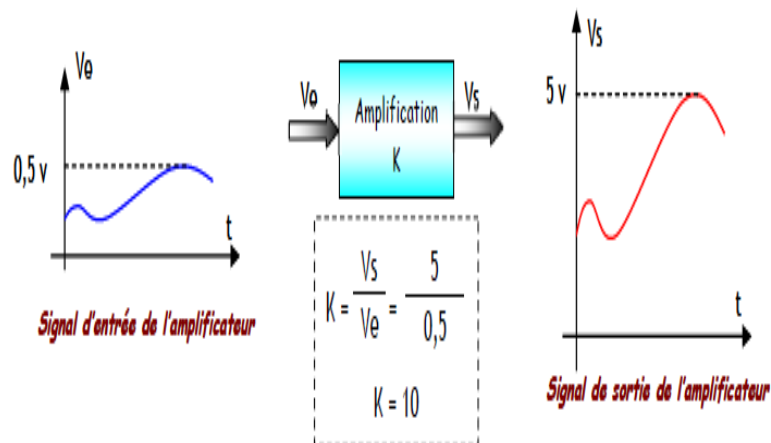 Ve
0,5 v
t
Signal d'entrée de l'amplificateur
Ve
Amplification
K
Vs
K = Vs / Ve = 5 / 0,5
K = 10
Vs
5 v
t
Signal de sortie de l'amplificateur